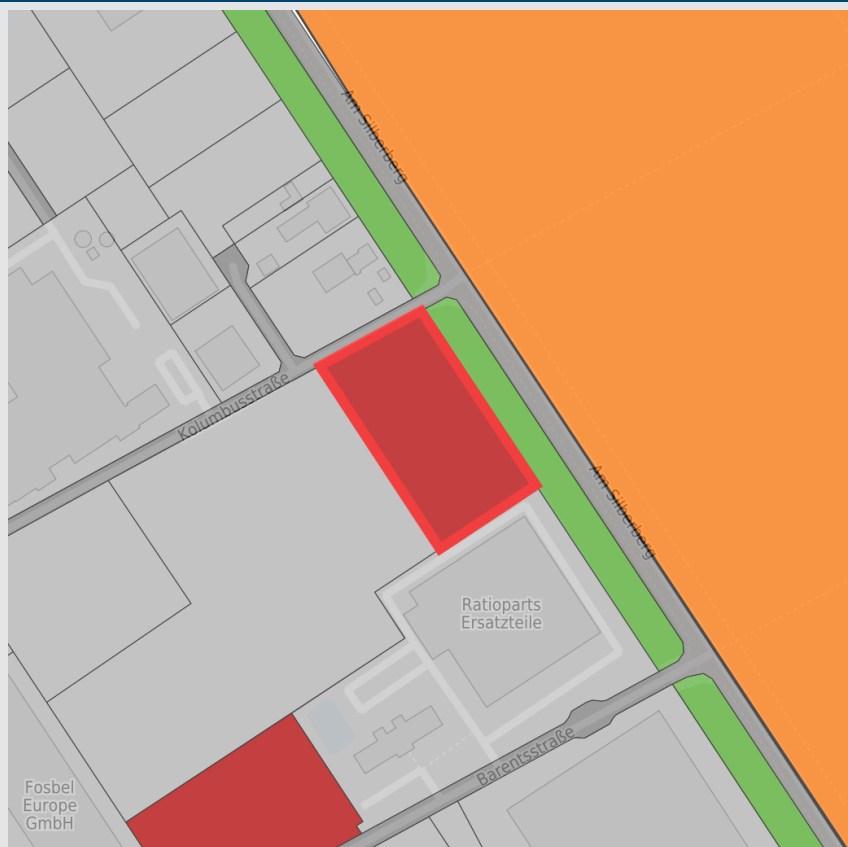 Am Silberberg
Kolumbusstraße
Am Silberberg
Ratioparts
Ersatzteile
Barentsstraße
Fosbel
Europe
GmbH